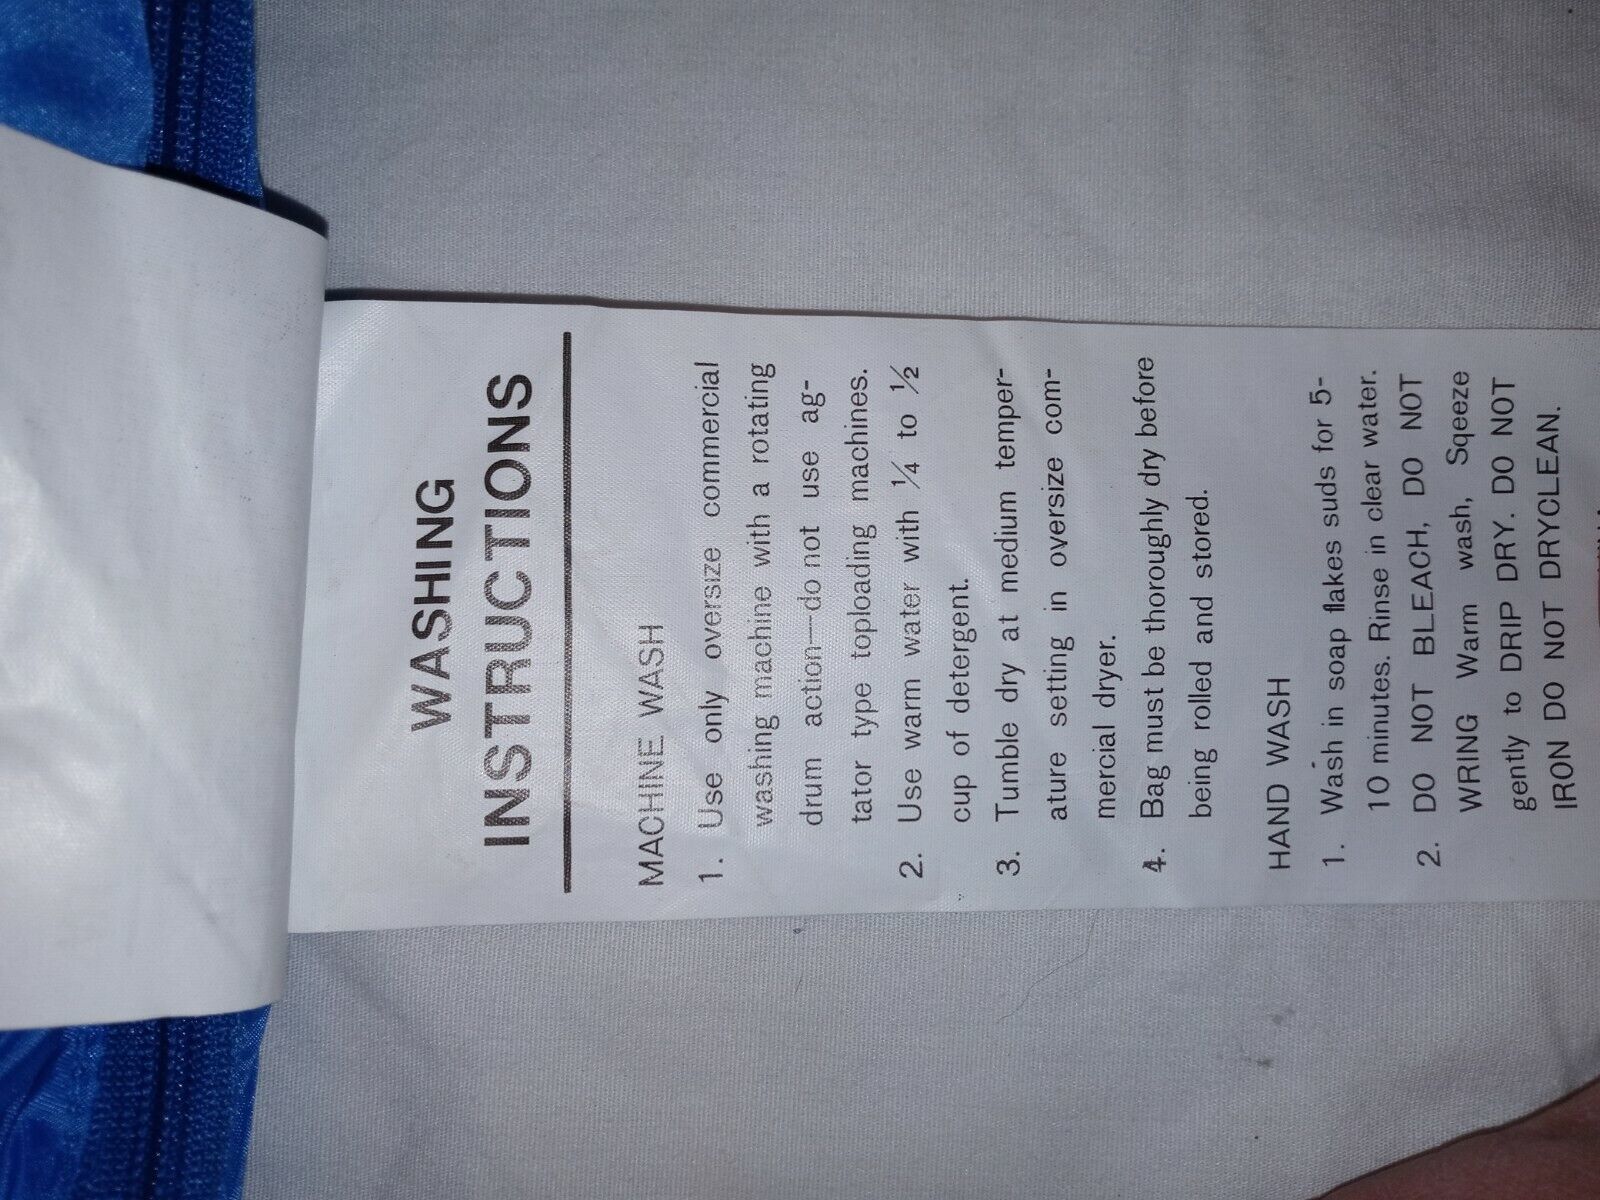 WASHING
INSTRUCTIONS
MACHINE WASH
1. Use only oversize commercial
washing machine with a rotating
drum action—do not use ag-
tator type toploading machines.
2. Use warm water with ¼ to ½
cup of detergent.
3. Tumble dry at medium temper-
ature setting in oversize com-
mercial dryer.
4. Bag must be thoroughly dry before
being rolled and stored.
HAND WASH
1. Wash in soap flakes suds for 5-
10 minutes. Rinse in clear water.
2. DO NOT BLEACH, DO NOT
WRING Warm wash, Sqeeze
gently to DRIP DRY. DO NOT
IRON DO NOT DRYCLEAN.